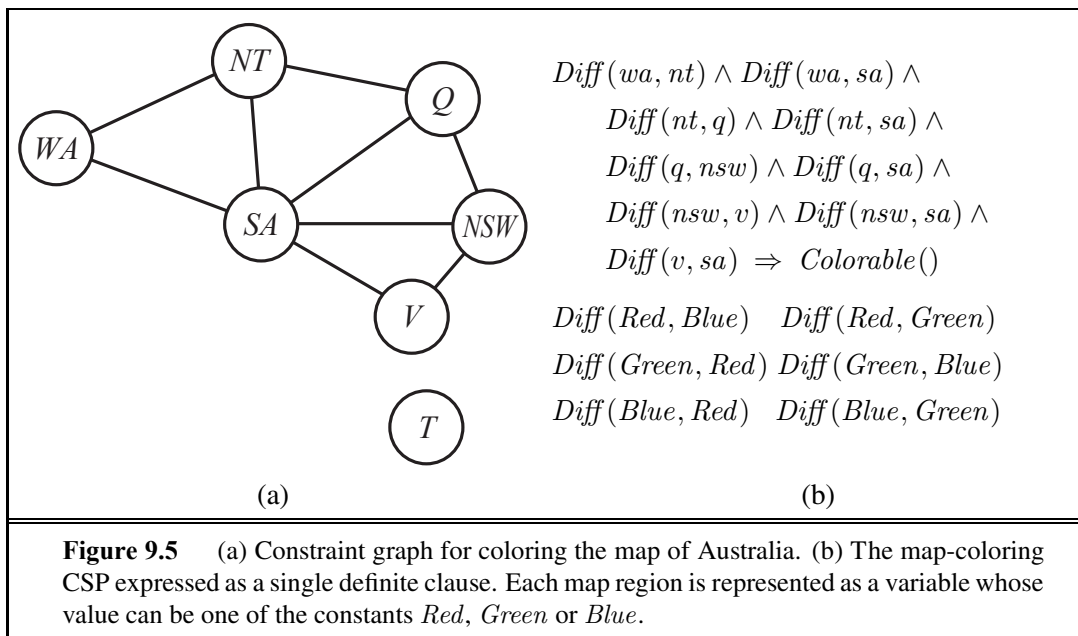 NT
Q
WA
SA
NSW
V
T
(a)
Diff(wa, nt) ∧ Diff(wa, sa) ∧
Diff(nt, q) ∧ Diff(nt, sa) ∧
Diff(q, nsw) ∧ Diff(q, sa) ∧
Diff(nsw, v) ∧ Diff(nsw, sa) ∧
Diff(v, sa) ⇒ Colorable()
Diff(Red, Blue) Diff(Red, Green)
Diff(Green, Red) Diff(Green, Blue)
Diff(Blue, Red) Diff(Blue, Green)
(b)
Figure 9.5 (a) Constraint graph for coloring the map of Australia. (b) The map-coloring
CSP expressed as a single definite clause. Each map region is represented as a variable whose
value can be one of the constants Red, Green or Blue.